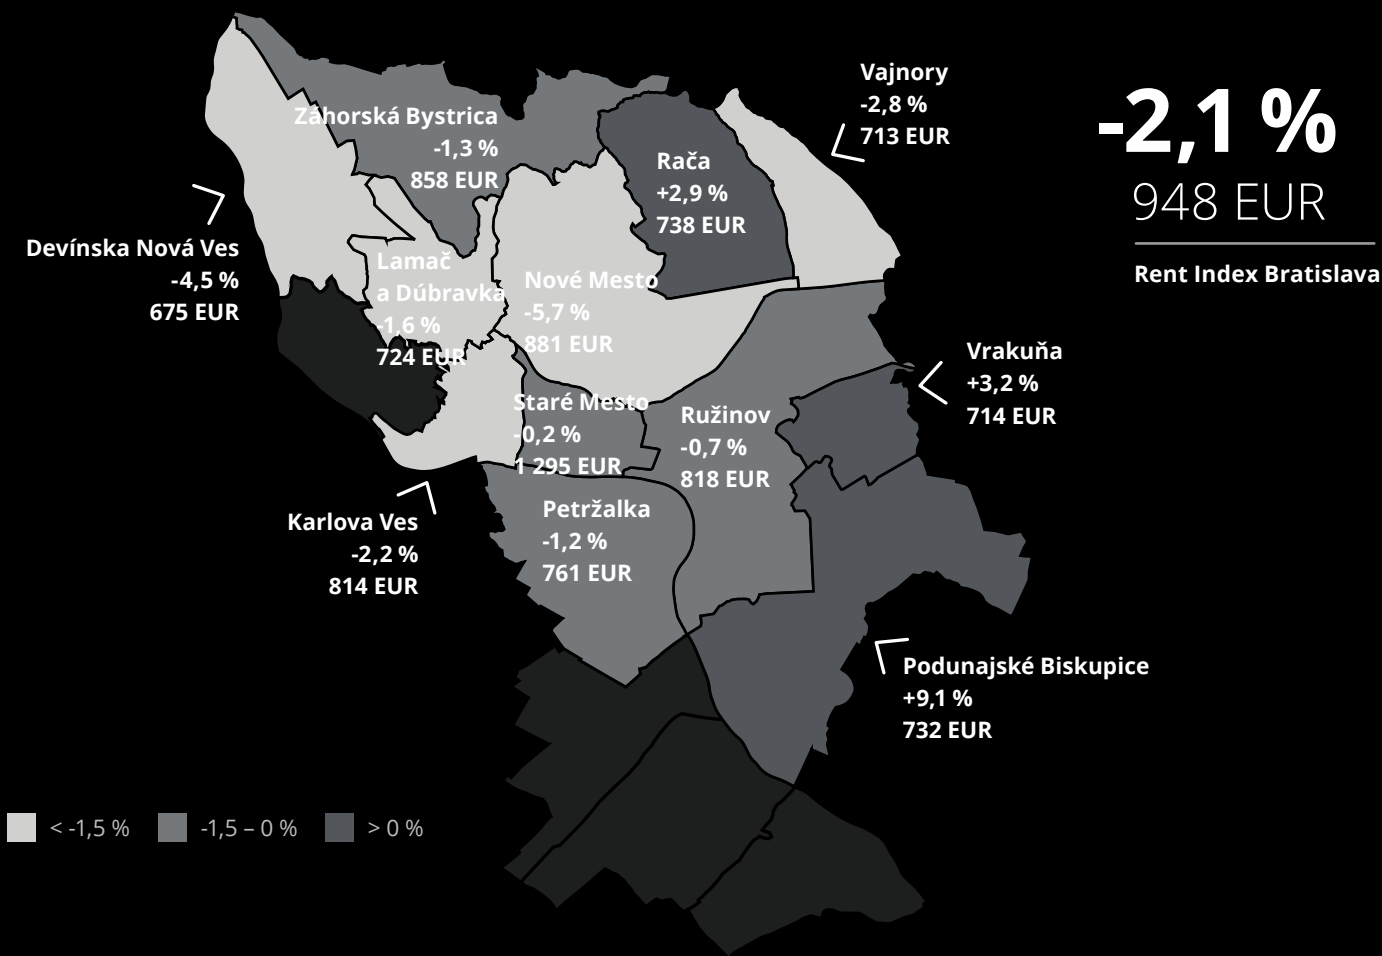 Vajnory
-2,8 %
713 EUR
-2,1 %
948 EUR
Rent Index Bratislava
Záhorská Bystrica
-1,3 %
858 EUR
Rača
+2,9 %
738 EUR
Devínska Nová Ves
-4,5 %
675 EUR
Lamač
a Dúbravka
-1,6 %
724 EUR
Nové Mesto
-5,7 %
881 EUR
Vrakuňa
+3,2 %
714 EUR
Staré Mesto
-0,2 %
1 295 EUR
Ružinov
-0,7 %
818 EUR
Karlova Ves
-2,2 %
814 EUR
Petržalka
-1,2 %
761 EUR
Podunajské Biskupice
+9,1 %
732 EUR
< -1,5 %
-1,5 – 0 %
> 0 %